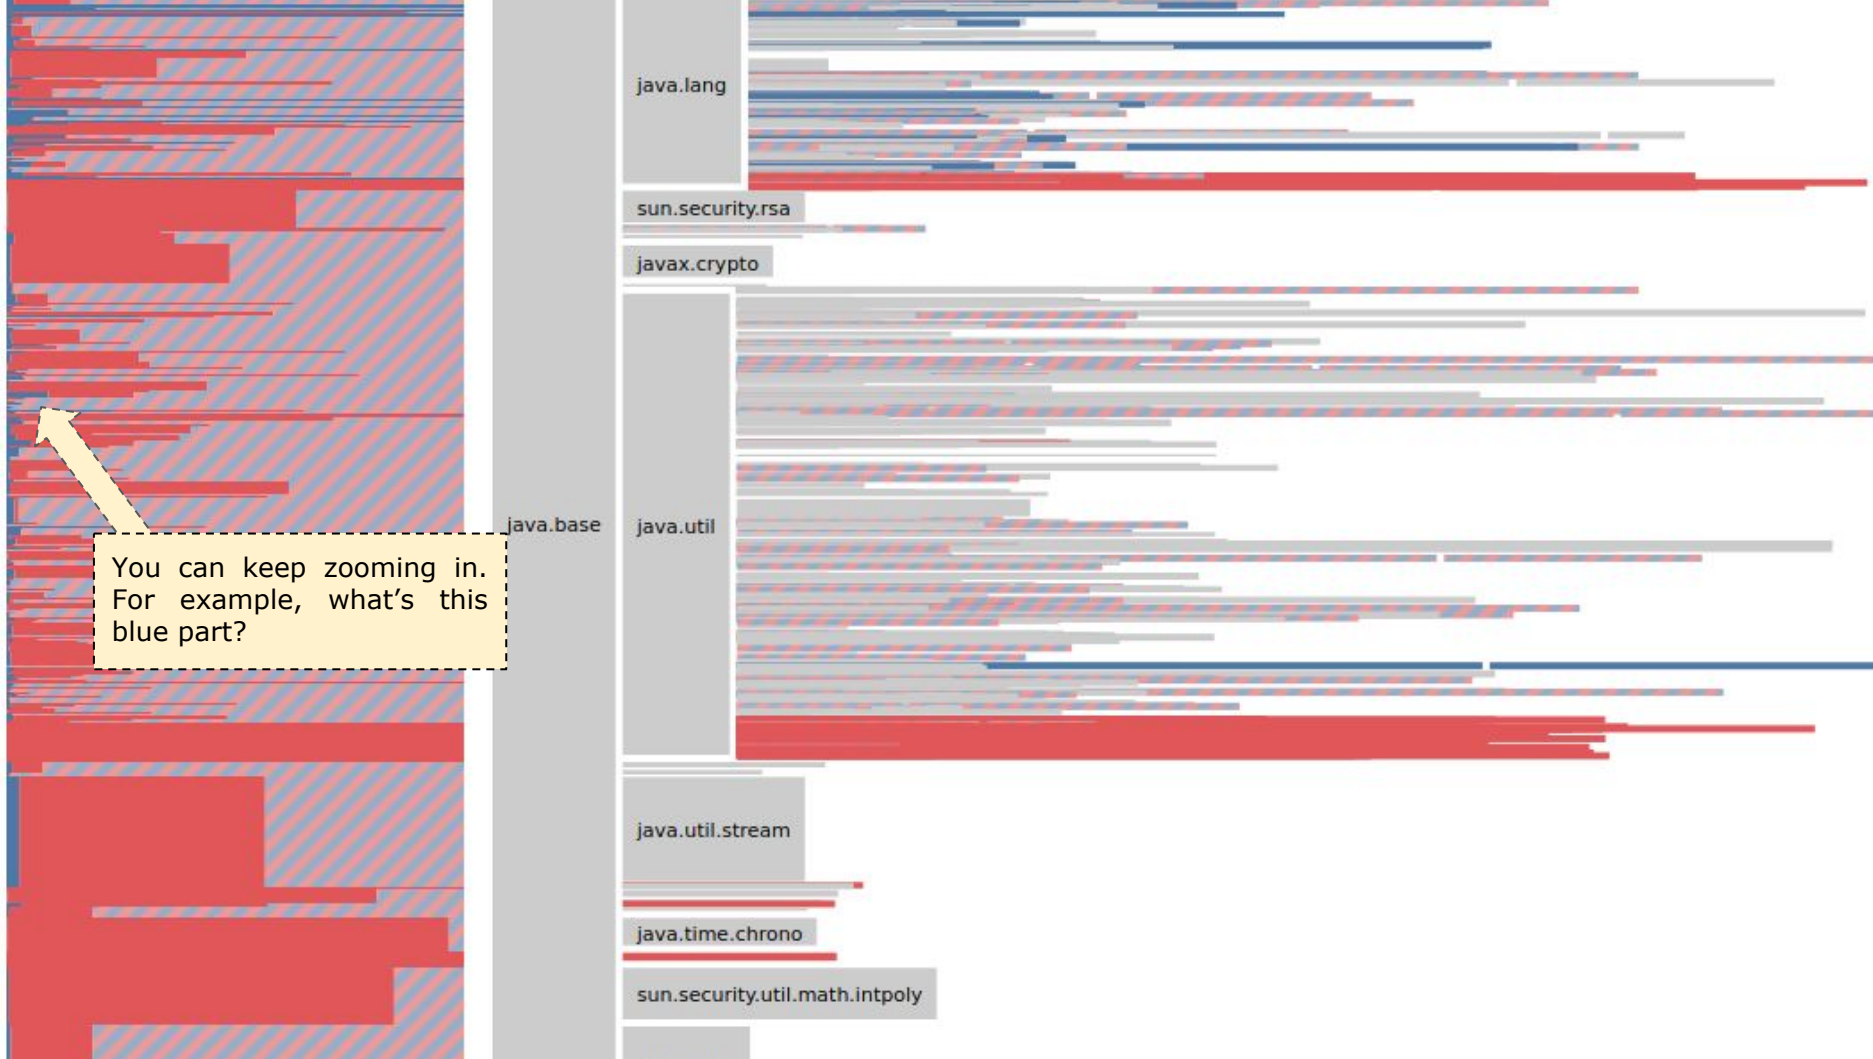 java.lang
sun.security.rsa
javax.crypto
java.base
java.util
You can keep zooming in.
For example, what's this
blue part?
java.util.stream
java.time.chrono
sun.security.util.math.intpoly